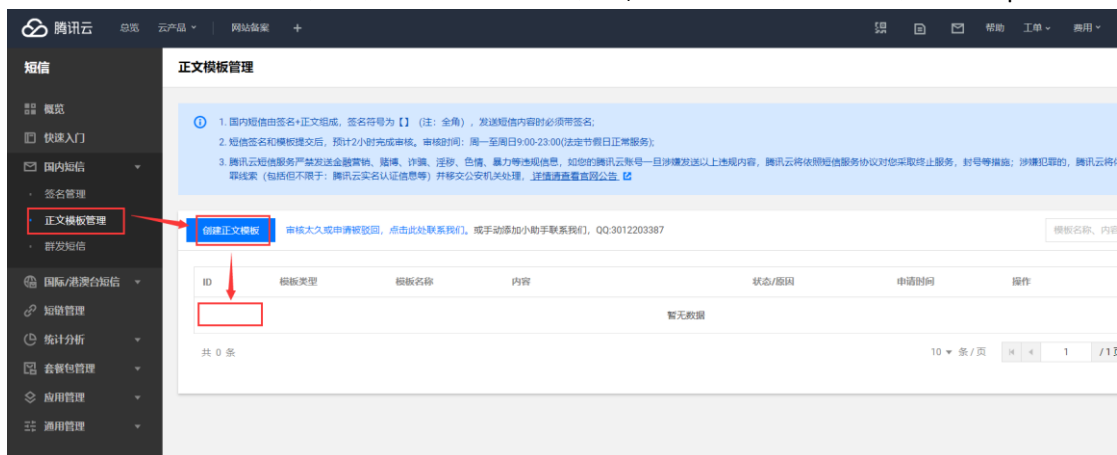 腾讯云 总览 云产品 网站备案 + 帮助 工单 费用
短信
正文模板管理
概览
快速入门
国内短信
签名管理
正文模板管理
群发短信
国际/港澳台短信
短链管理
统计分析
套餐包管理
应用管理
通用管理
1. 国内短信由签名+正文组成，签名符号为【】（注：全角），发送短信内容时必须带签名;
2. 短信签名和模板提交后，预计2小时完成审核。审核时间：周一至周日9:00-23:00(法定节假日正常服务);
3. 腾讯云短信服务严禁发送金融营销、赌博、诈骗、淫秽、色情、暴力等违规信息，如您的腾讯云账号一旦涉嫌发送以上违规内容，腾讯云将依照短信服务协议对您采取终止服务，封号等措施；涉嫌犯罪的，腾讯云将
罪线索（包括但不限于：腾讯云实名认证信息等）并移交公安机关处理，详情请查看官网公告
创建正文模板 审核太久或申请被驳回，点击此处联系我们。或手动添加小助手联系我们，QQ:3012203387 模板名称、内容
ID 模板类型 模板名称 内容 状态/原因 申请时间 操作
暂无数据
共 0 条 10 条 / 页 1 / 1